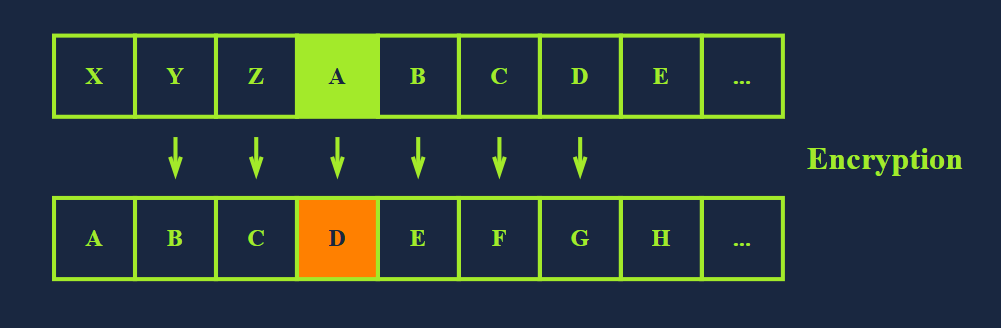 X Y Z A B C D E ...
Encryption
A B C D E F G H ...